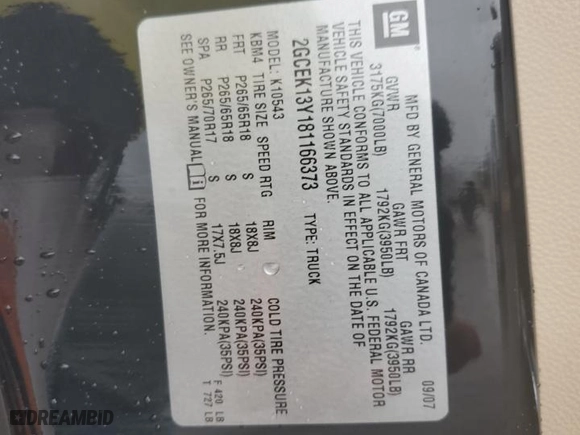 GM
MFD BY GENERAL MOTORS OF CANADA LTD. 09/07
GVWR GAWR FRT GAWR RR
3175KG(7000LB) 1792KG(3950LB) 1792KG(3950LB)
THIS VEHICLE CONFORMS TO ALL APPLICABLE U.S. FEDERAL MOTOR
VEHICLE SAFETY STANDARDS IN EFFECT ON THE DATE OF
MANUFACTURE SHOWN ABOVE.
2GCEK13Y181166373 TYPE: TRUCK
MODEL: K10543
KBM4 TIRE SIZE SPEED RTG RIM COLD TIRE PRESSURE
FRT P265/65R18 S 18X8J 240KPA(35PSI)
RR P265/65R18 S 18X8J 240KPA(35PSI)
SPA P265/70R17 S 17X7.5J 240KPA(35PSI)
SEE OWNER'S MANUAL i FOR MORE INFORMATION.
F 420 LB
T 727 LB
DREAMBID